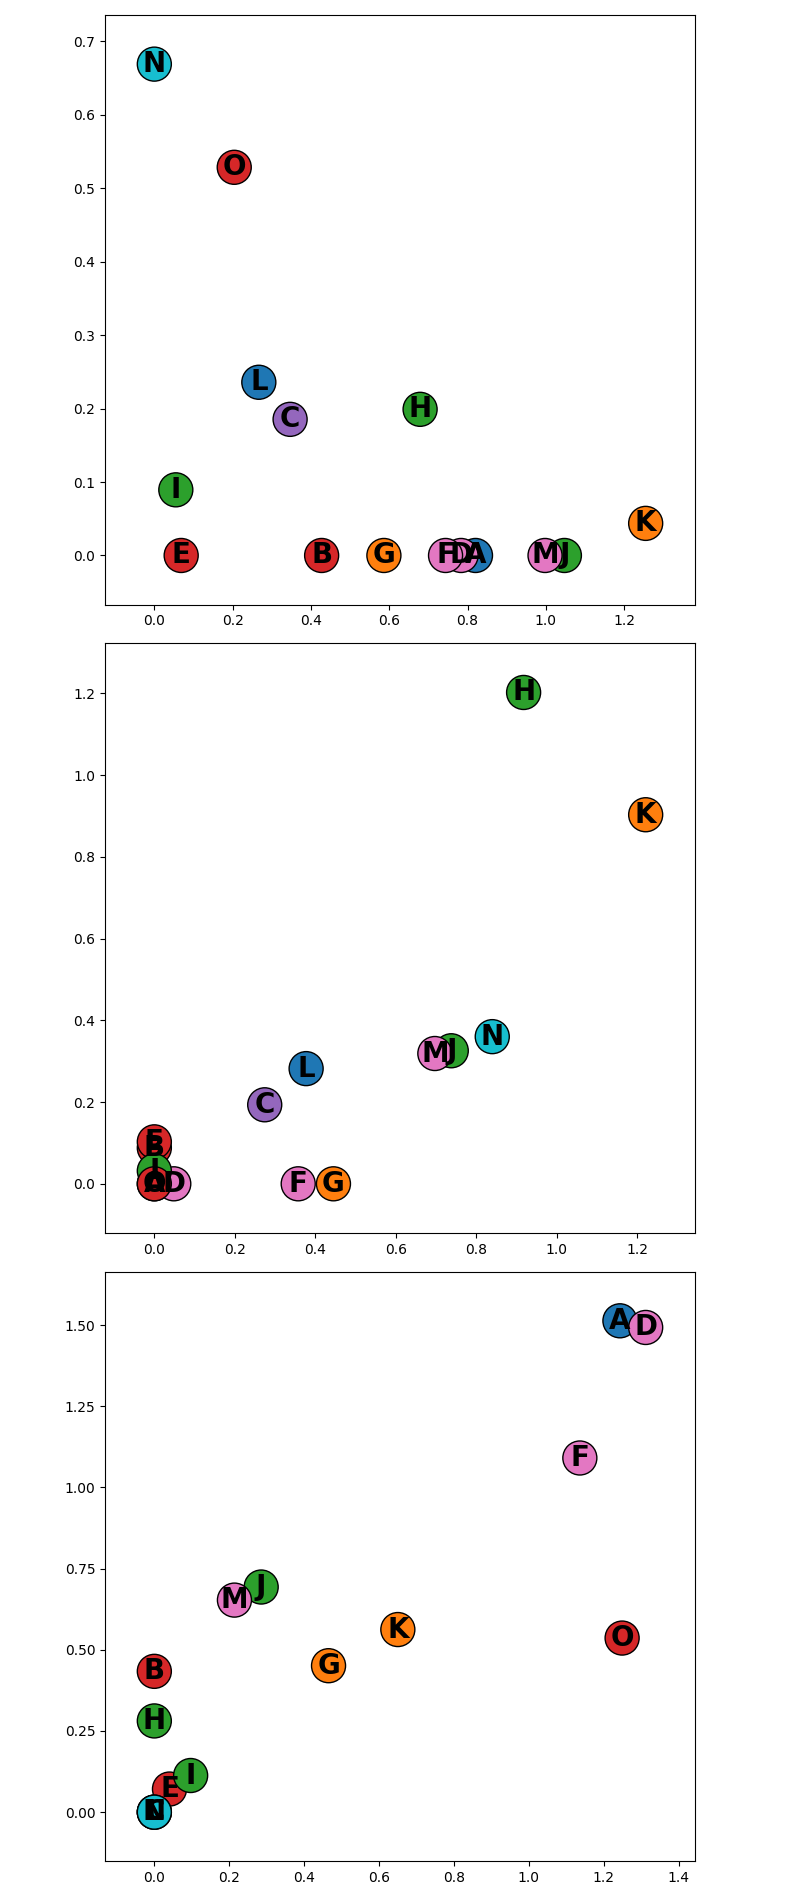 0.7
N
0.6
O
0.5
0.4
0.3
L
C
H
0.2
I
0.1
K
E B G F D A M J
0.0
0.0 0.2 0.4 0.6 0.8 1.0 1.2
H
1.2
1.0
K
0.8
0.6
0.4
N
M J
L
0.2
C
E
B
I
D F G
0.0
0.0 0.2 0.4 0.6 0.8 1.0 1.2
A D
1.50
1.25
F
1.00
0.75
M J
K
O
0.50
G
B
H
0.25
I
E
N
0.00
0.0 0.2 0.4 0.6 0.8 1.0 1.2 1.4